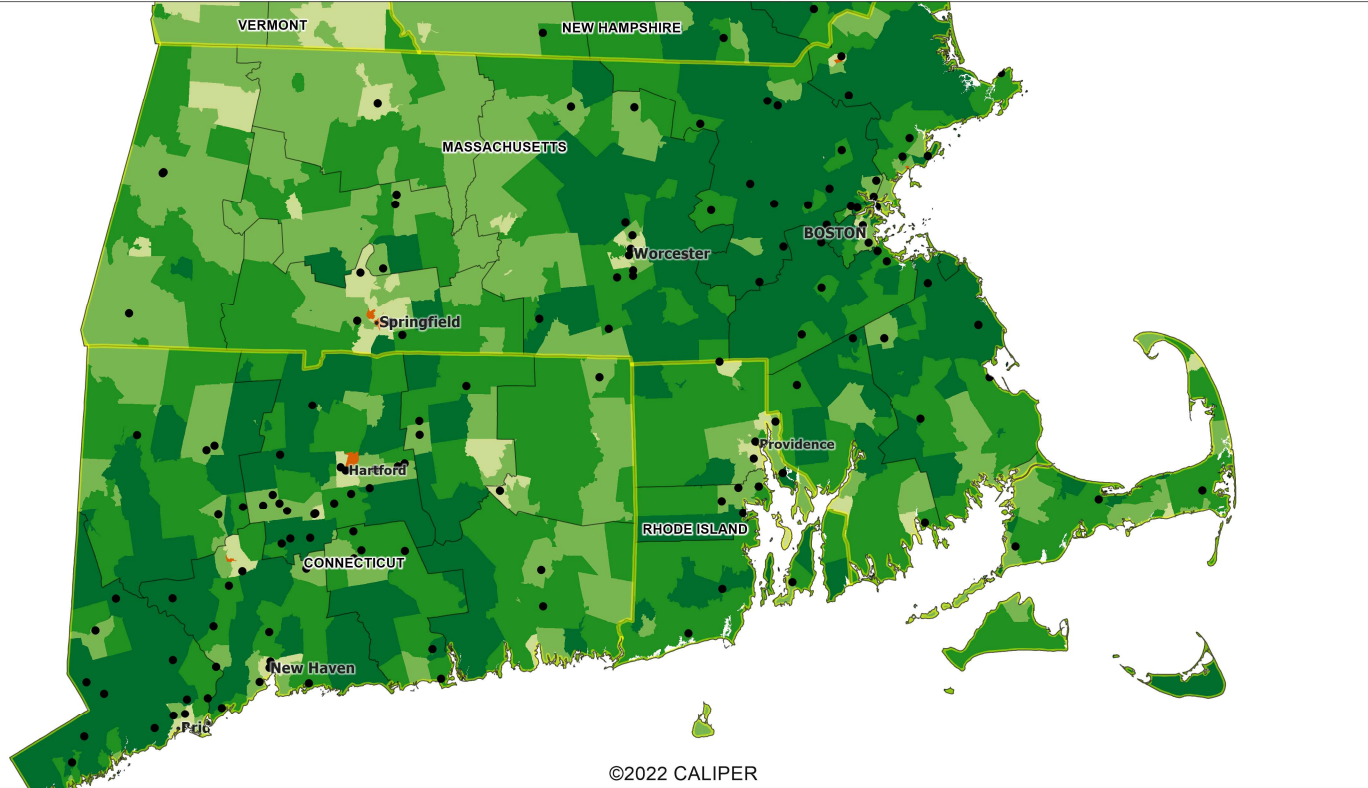 VERMONT
NEW HAMPSHIRE
MASSACHUSETTS
BOSTON
Worcester
Springfield
Providence
Hartford
RHODE ISLAND
CONNECTICUT
New Haven
©2022 CALIPER